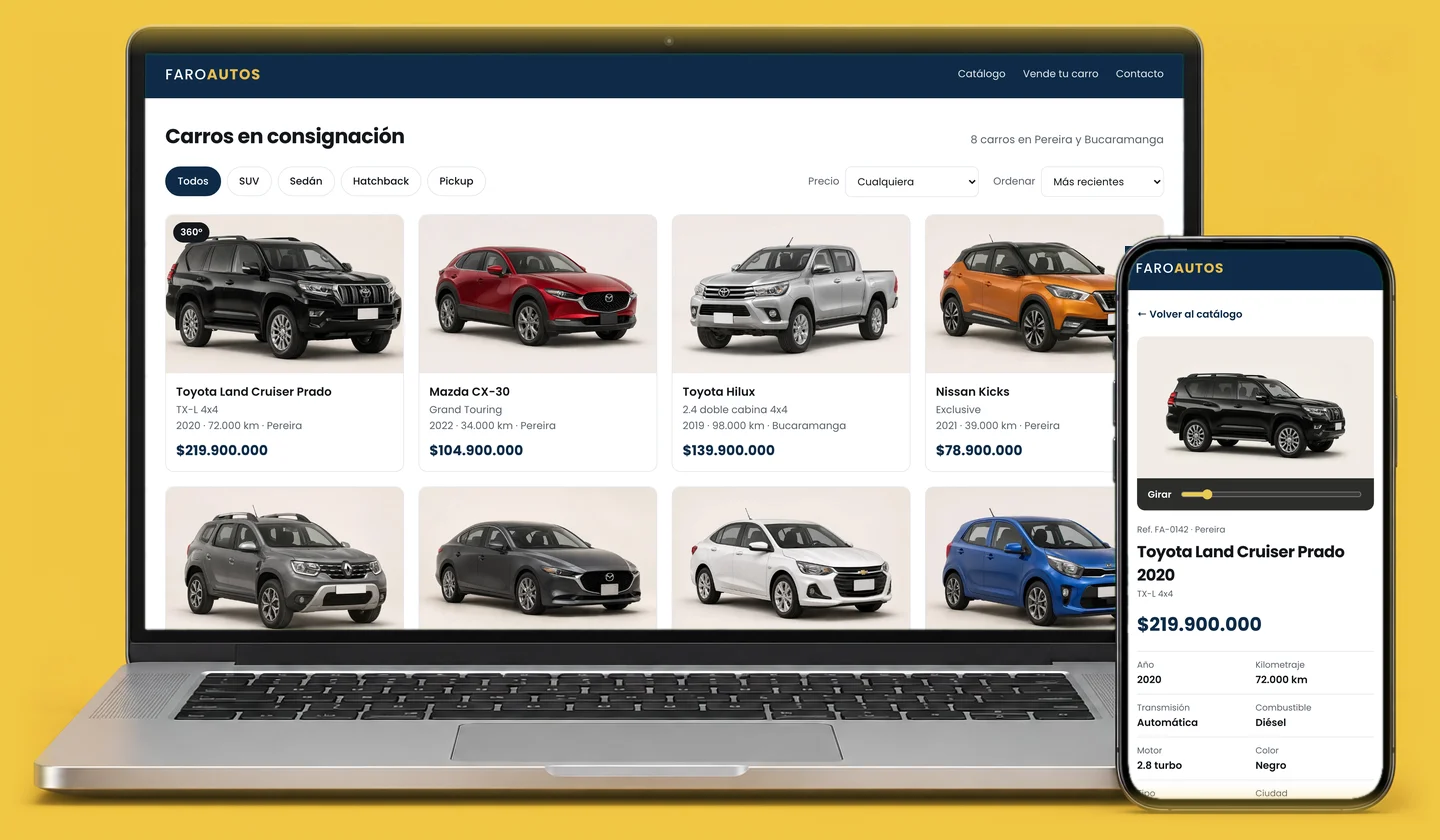 FAROAUTOS
Catálogo Vende tu carro Contacto
Carros en consignación
8 carros en Pereira y Bucaramanga
Todos SUV Sedán Hatchback Pickup
Precio Cualquiera Ordenar Más recientes
360°
Toyota Land Cruiser Prado
TX-L 4x4
2020 · 72.000 km · Pereira
$219.900.000
Mazda CX-30
Grand Touring
2022 · 34.000 km · Pereira
$104.900.000
Toyota Hilux
2.4 doble cabina 4x4
2019 · 98.000 km · Bucaramanga
$139.900.000
Nissan Kicks
Exclusive
2021 · 39.000 km · Pereira
$78.900.000
FAROAUTOS
← Volver al catálogo
Girar
Ref. FA-0142 · Pereira
Toyota Land Cruiser Prado
2020
TX-L 4x4
$219.900.000
Año Kilometraje
2020 72.000 km
Transmisión Combustible
Automática Diésel
Motor Color
2.8 turbo Negro
Tipo Ciudad